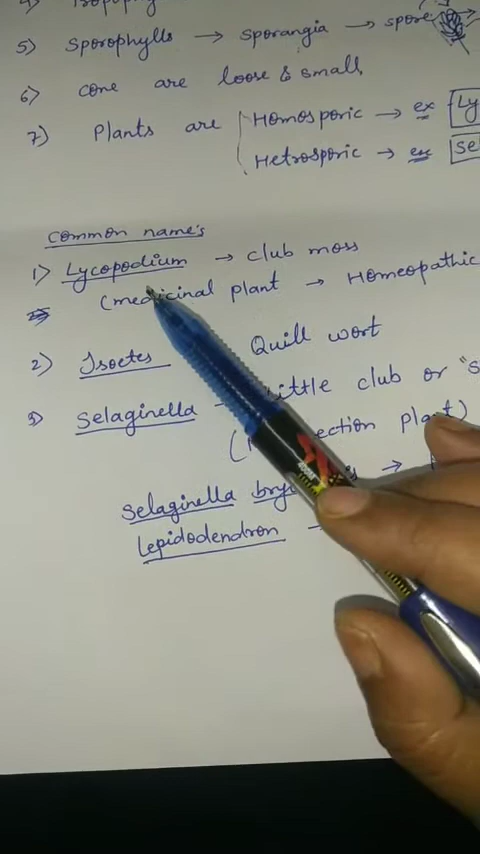 5) Sporophylls → sporangia → spore
6) cone are loose & small
7) Plants are Homosporic → ex Ly
Hetrosporic → ex Se
Common name's
1) Lycopodium → club moss
(medicinal plant → Homeopathic
2) Isoetes Quill wort
3) Selaginella - little club or "S
ection plant)
Selaginella bry
Lepidodendron →